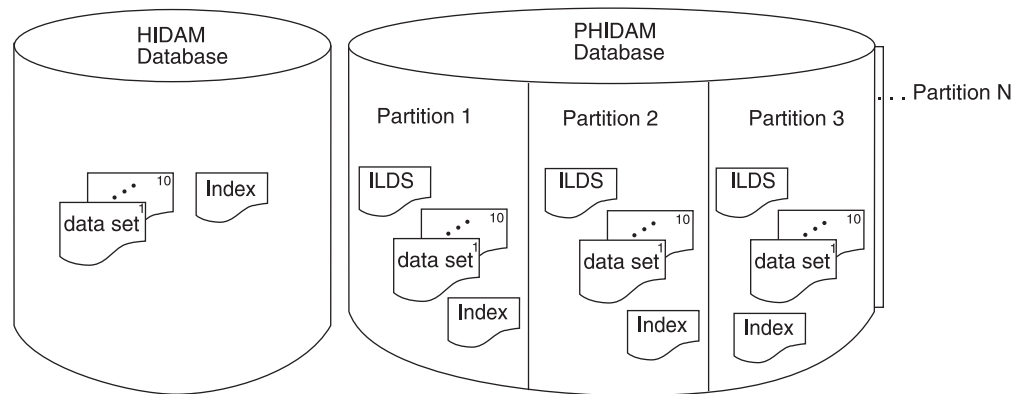 HIDAM
Database
10
1
data set
Index
PHIDAM
Database
Partition 1
ILDS
10
1
data set
Index
Partition 2
ILDS
10
1
data set
Index
Partition 3
ILDS
10
1
data set
Index
. . . Partition N